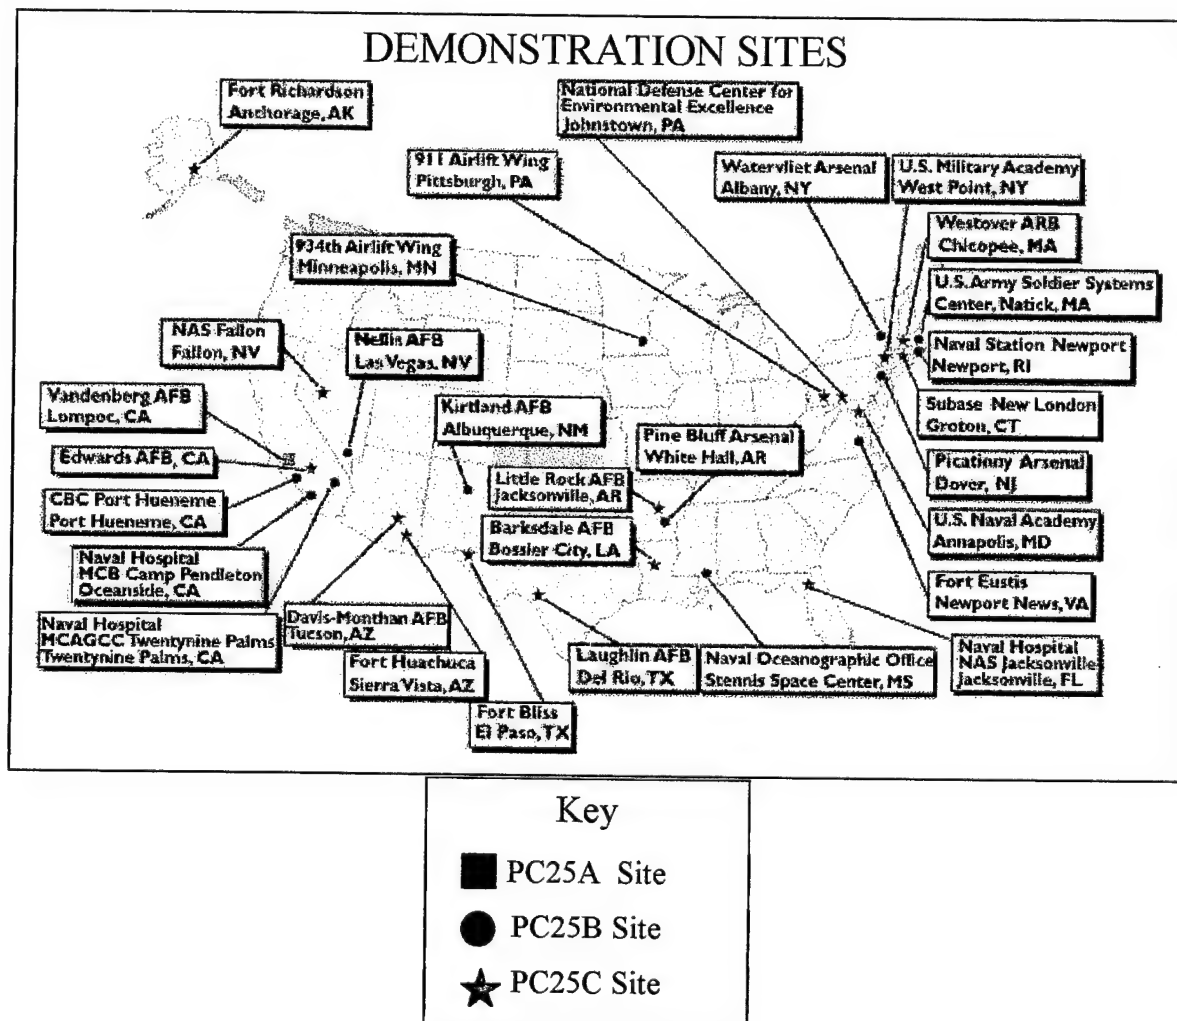 DEMONSTRATION SITES
Fort Richardson
Anchorage, AK
National Defense Center for
Environmental Excellence
Johnstown, PA
911 Airlift Wing
Pittsburgh, PA
Watervliet Arsenal
Albany, NY
U.S. Military Academy
West Point, NY
Westover ARB
Chicopee, MA
934th Airlift Wing
Minneapolis, MN
U.S. Army Soldier Systems
Center, Natick, MA
NAS Fallon
Fallon, NV
Nellis AFB
Las Vegas, NV
Naval Station Newport
Newport, RI
Vandenberg AFB
Lompoc, CA
Kirtland AFB
Albuquerque, NM
Subase New London
Groton, CT
Pine Bluff Arsenal
White Hall, AR
Edwards AFB, CA
Little Rock AFB
Jacksonville, AR
Picatinny Arsenal
Dover, NJ
CBC Port Hueneme
Port Hueneme, CA
Barksdale AFB
Bossier City, LA
U.S. Naval Academy
Annapolis, MD
Naval Hospital
MCB Camp Pendleton
Oceanside, CA
Fort Eustis
Newport News, VA
Naval Hospital
MCAGCC Twentynine Palms
Twentynine Palms, CA
Davis-Monthan AFB
Tucson, AZ
Fort Huachuca
Sierra Vista, AZ
Fort Bliss
El Paso, TX
Laughlin AFB
Del Rio, TX
Naval Oceanographic Office
Stennis Space Center, MS
Naval Hospital
NAS Jacksonville
Jacksonville, FL
Key
PC25A Site
PC25B Site
PC25C Site